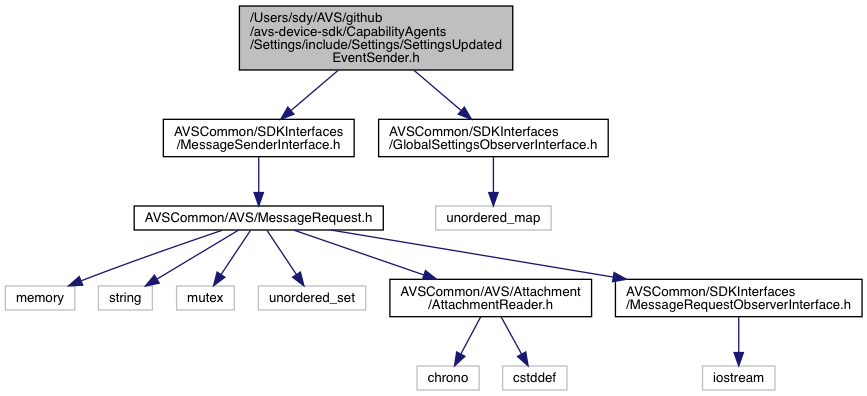 /Users/sdy/AVS/github
/avs-device-sdk/CapabilityAgents
/Settings/include/Settings/SettingsUpdated
EventSender.h
AVSCommon/SDKInterfaces
/MessageSenderInterface.h
AVSCommon/SDKInterfaces
/GlobalSettingsObserverInterface.h
AVSCommon/AVS/MessageRequest.h
unordered_map
memory
string
mutex
unordered_set
AVSCommon/AVS/Attachment
/AttachmentReader.h
AVSCommon/SDKInterfaces
/MessageRequestObserverInterface.h
chrono
cstddef
iostream